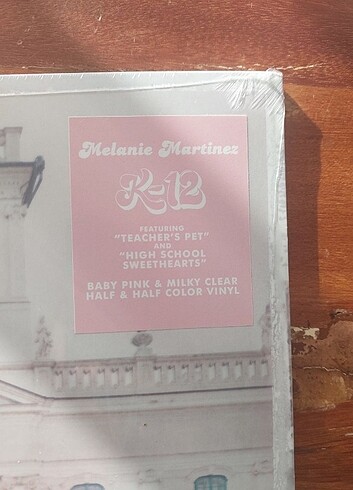 Melanie Martinez
K-12
FEATURING
"TEACHER'S PET"
AND
"HIGH SCHOOL
SWEETHEARTS"
BABY PINK & MILKY CLEAR
HALF & HALF COLOR VINYL